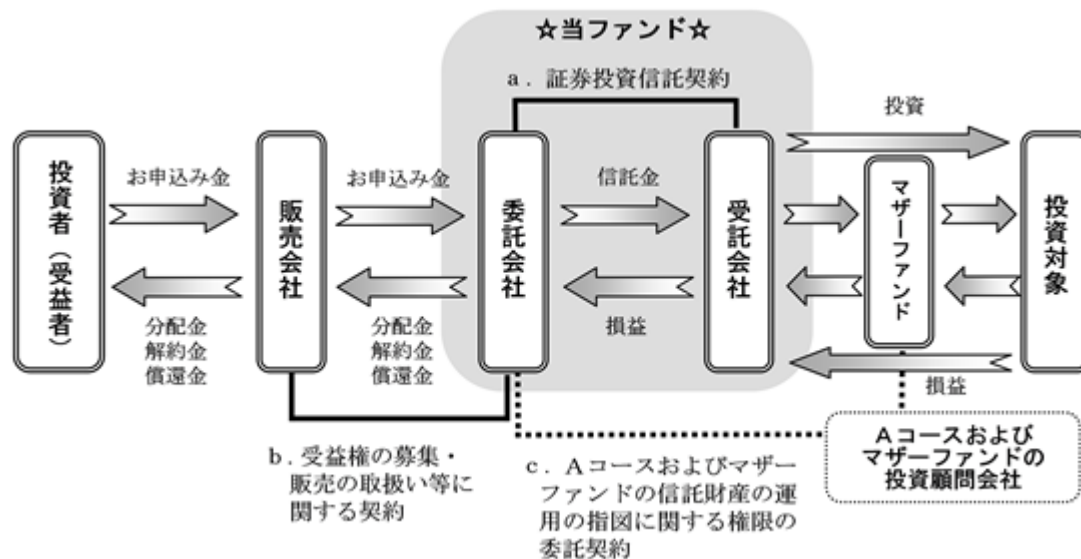 ☆当ファンド☆
a．証券投資信託契約
投資者（受益者）
お申込み金
分配金
解約金
償還金
販売会社
お申込み金
分配金
解約金
償還金
委託会社
信託金
損益
受託会社
投資
マザーファンド
損益
投資対象
b．受益権の募集・
販売の取扱い等に
関する契約
c．Aコースおよびマザー
ファンドの信託財産の運
用の指図に関する権限の
委託契約
Aコースおよび
マザーファンドの
投資顧問会社